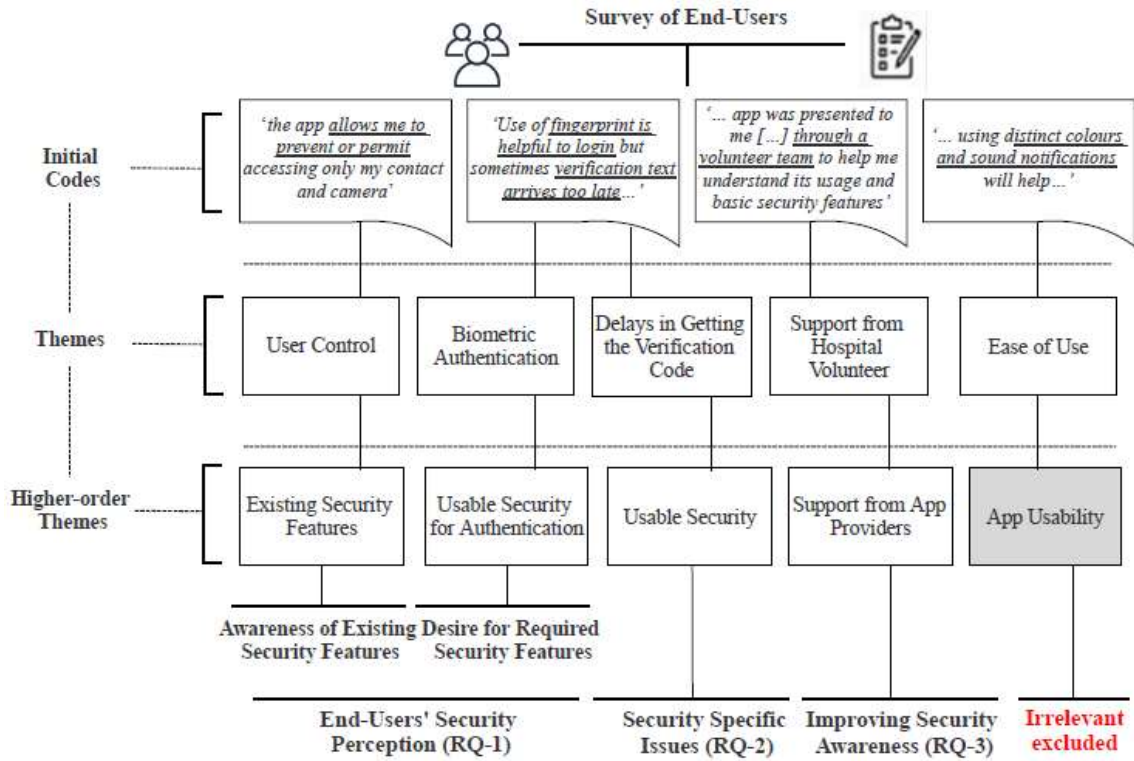 Survey of End-Users
Initial
Codes
‘the app allows me to
prevent or permit
accessing only my contact
and camera’
‘Use of fingerprint is
helpful to login but
sometimes verification text
arrives too late…’
‘… app was presented to
me […] through a
volunteer team to help me
understand its usage and
basic security features’
‘… using distinct colours
and sound notifications
will help…’
Themes
User Control
Biometric
Authentication
Delays in Getting
the Verification
Code
Support from
Hospital
Volunteer
Ease of Use
Higher-order
Themes
Existing Security
Features
Usable Security
for Authentication
Usable Security
Support from App
Providers
App Usability
Awareness of Existing
Security Features
Desire for Required
Security Features
End-Users' Security
Perception (RQ-1)
Security Specific
Issues (RQ-2)
Improving Security
Awareness (RQ-3)
Irrelevant
excluded